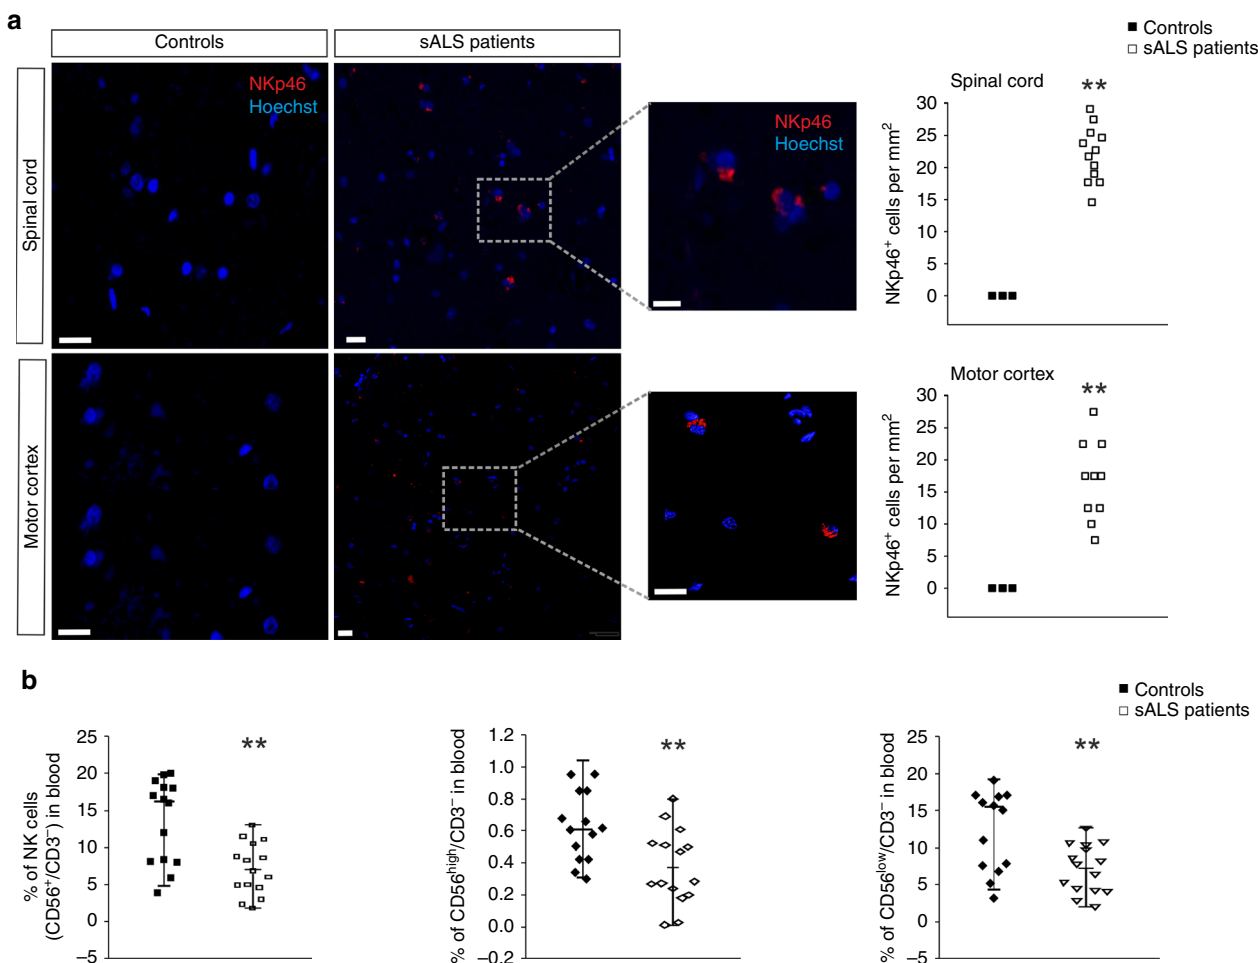 a
Controls
sALS patients
Spinal cord
NKp46
Hoechst
NKp46
Hoechst
Motor cortex
■ Controls
□ sALS patients
Spinal cord
**
NKp46⁺ cells per mm²
30
25
20
15
10
5
0
Motor cortex
**
NKp46⁺ cells per mm²
30
25
20
15
10
5
0
b
■ Controls
□ sALS patients
% of NK cells
(CD56⁺/CD3⁻) in blood
25
20
15
10
5
0
–5
**
% of CD56ʰⁱᵍʰ/CD3⁻ in blood
1.2
1.0
0.8
0.6
0.4
0.2
0.0
–0.2
**
% of CD56ˡᵒʷ/CD3⁻ in blood
25
20
15
10
5
0
–5
**